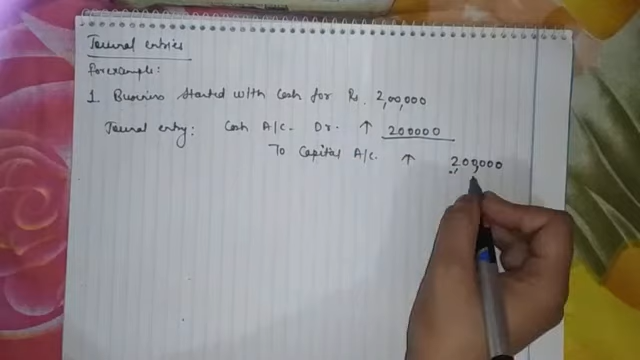 Journal entries
For example:
1 Business Started with Cash for Rs. 2,00,000
Journal entry: Cash A/C. Dr. ↑ 200000
To Capital A/C. ↑ 200000